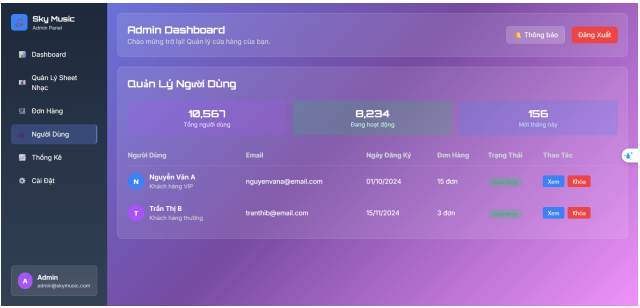 Sky Music
Admin Panel
Dashboard
Quản Lý Sheet
Nhạc
Đơn Hàng
Người Dùng
Thống Kê
Cài Đặt
Admin
admin@skymusic.com
Admin Dashboard
Chào mừng trở lại! Quản lý cửa hàng của bạn.
Thông báo
Đăng Xuất
Quản Lý Người Dùng
10,567
Tổng người dùng
8,234
Đang hoạt động
156
Mới tháng này
Người Dùng Email Ngày Đăng Ký Đơn Hàng Trạng Thái Thao Tác
N Nguyễn Văn A nguyenvana@email.com 01/10/2024 15 đơn Xem Khóa
Khách hàng VIP
T Trần Thị B tranthib@email.com 15/11/2024 3 đơn Xem Khóa
Khách hàng thường
A